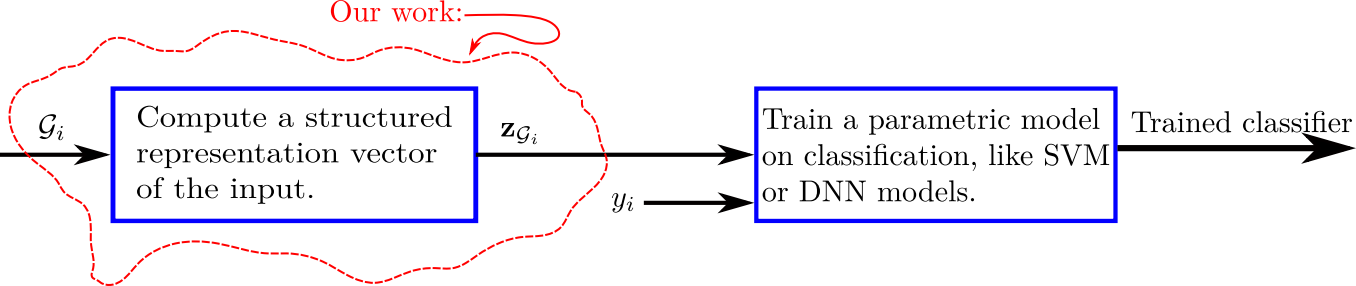 Our work:
𝒢ᵢ
Compute a structured
representation vector
of the input.
𝐳_𝒢ᵢ
yᵢ
Train a parametric model
on classification, like SVM
or DNN models.
Trained classifier